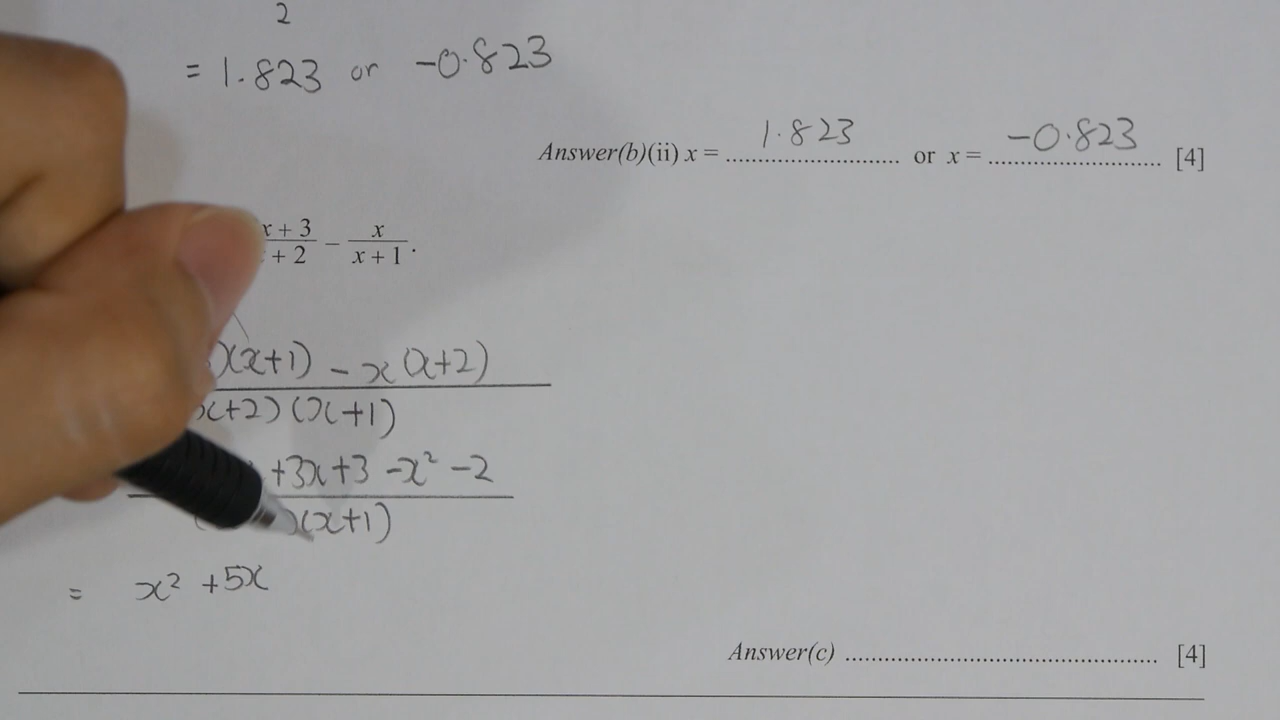 2
= 1.823 or -0.823
Answer(b)(ii) x = 1.823 or x = -0.823 [4]
x + 3 / + 2 − x / x + 1 .
)(x+1) - x(x+2)
x+2)(x+1)
+3x+3 -x² -2
)(x+1)
= x² +5x
Answer(c) [4]